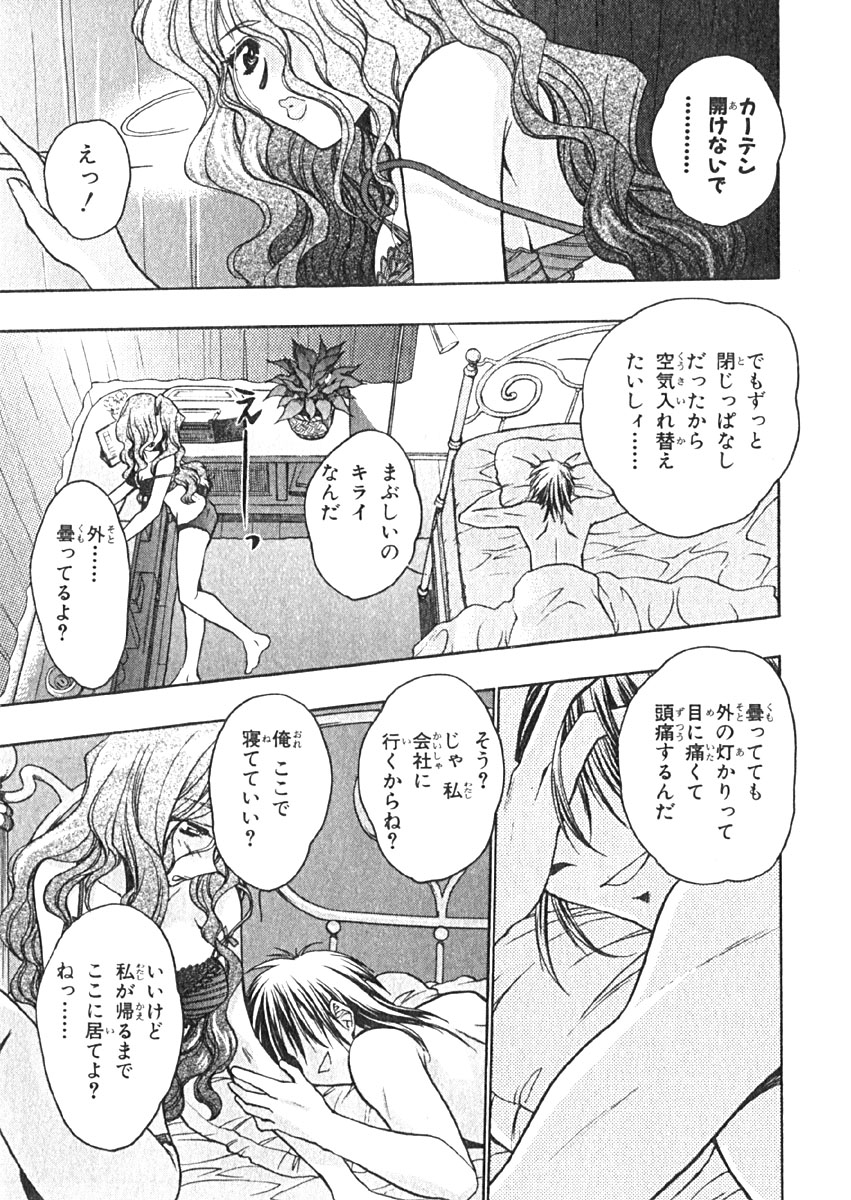 カーテン
開けないで
…………
えっ！
でもずっと
閉じっぱなし
だったから
空気入れ替え
たいしィ……
まぶしいの
キライ
なんだ
えーっ
外……
曇ってるよ？
曇ってても
外の灯かりって
目に痛くて
頭痛するんだ
そう？
じゃ 私
会社に
行くからね？
俺 ここで
寝てていい？
いいけど
私が帰るまで
ここに居てよ？
ねっ……